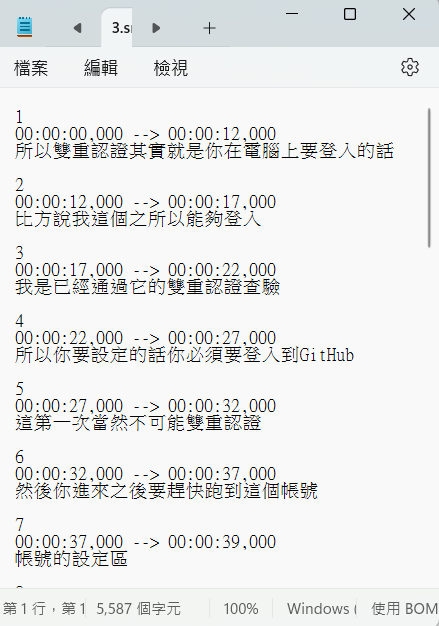 3.s
檔案 編輯 檢視
1
00:00:00,000 --> 00:00:12,000
所以雙重認證其實就是你在電腦上要登入的話
2
00:00:12,000 --> 00:00:17,000
比方說我這個之所以能夠登入
3
00:00:17,000 --> 00:00:22,000
我是已經通過它的雙重認證查驗
4
00:00:22,000 --> 00:00:27,000
所以你要設定的話你必須要登入到GitHub
5
00:00:27,000 --> 00:00:32,000
這第一次當然不可能雙重認證
6
00:00:32,000 --> 00:00:37,000
然後你進來之後要趕快跑到這個帳號
7
00:00:37,000 --> 00:00:39,000
帳號的設定區
第 1 行，第 1 5,587 個字元 100% Windows ( 使用 BOM